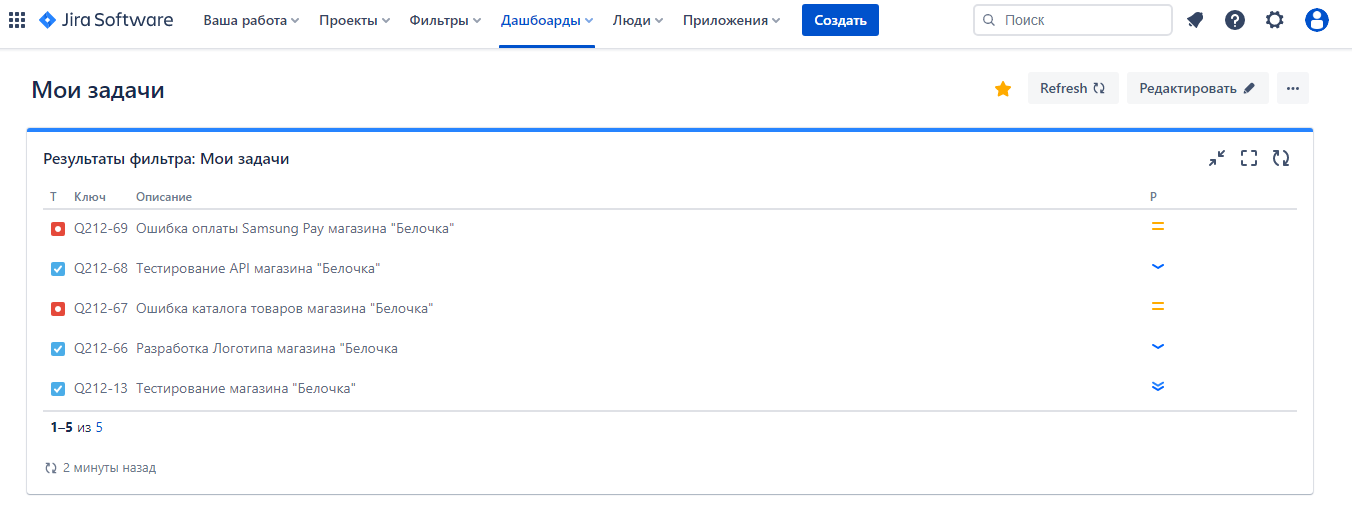 Jira Software Ваша работа Проекты Фильтры Дашборды Люди Приложения Создать Поиск
Мои задачи Refresh Редактировать
Результаты фильтра: Мои задачи
T Ключ Описание P
Q212-69 Ошибка оплаты Samsung Pay магазина "Белочка"
Q212-68 Тестирование API магазина "Белочка"
Q212-67 Ошибка каталога товаров магазина "Белочка"
Q212-66 Разработка Логотипа магазина "Белочка
Q212-13 Тестирование магазина "Белочка"
1–5 из 5
2 минуты назад